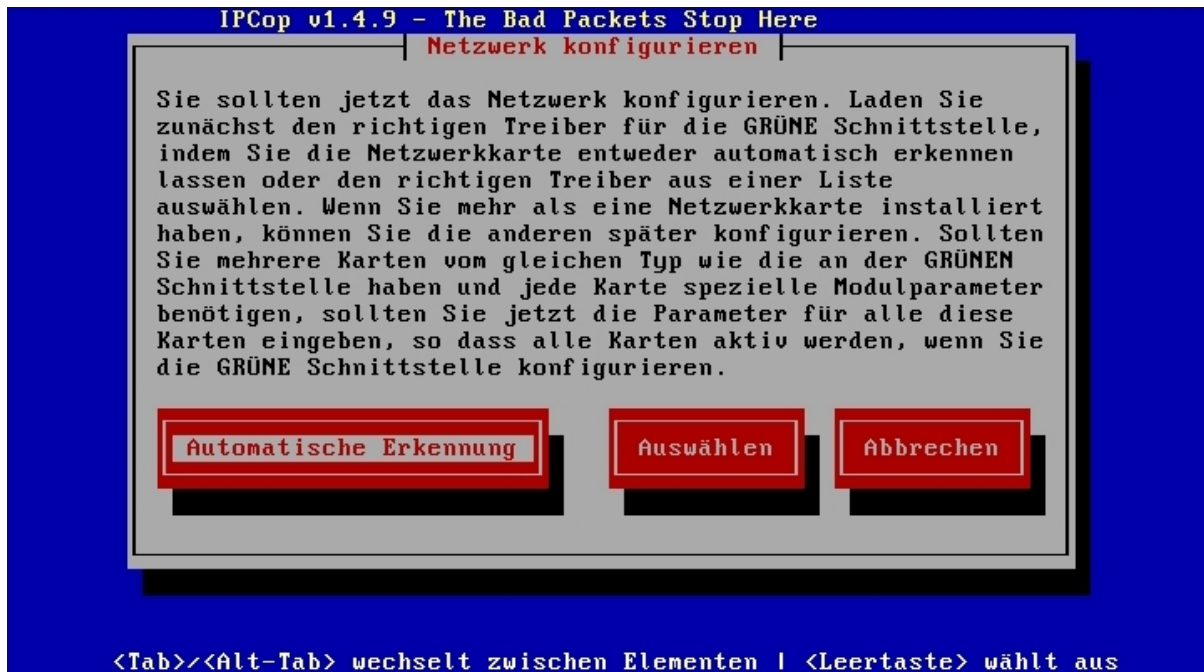 IPCop v1.4.9 - The Bad Packets Stop Here
Netzwerk konfigurieren
Sie sollten jetzt das Netzwerk konfigurieren. Laden Sie
zunächst den richtigen Treiber für die GRÜNE Schnittstelle,
indem Sie die Netzwerkkarte entweder automatisch erkennen
lassen oder den richtigen Treiber aus einer Liste
auswählen. Wenn Sie mehr als eine Netzwerkkarte installiert
haben, können Sie die anderen später konfigurieren. Sollten
Sie mehrere Karten vom gleichen Typ wie die an der GRÜNEN
Schnittstelle haben und jede Karte spezielle Modulparameter
benötigen, sollten Sie jetzt die Parameter für alle diese
Karten eingeben, so dass alle Karten aktiv werden, wenn Sie
die GRÜNE Schnittstelle konfigurieren.
Automatische Erkennung Auswählen Abbrechen
<Tab>/<Alt-Tab> wechselt zwischen Elementen | <Leertaste> wählt aus